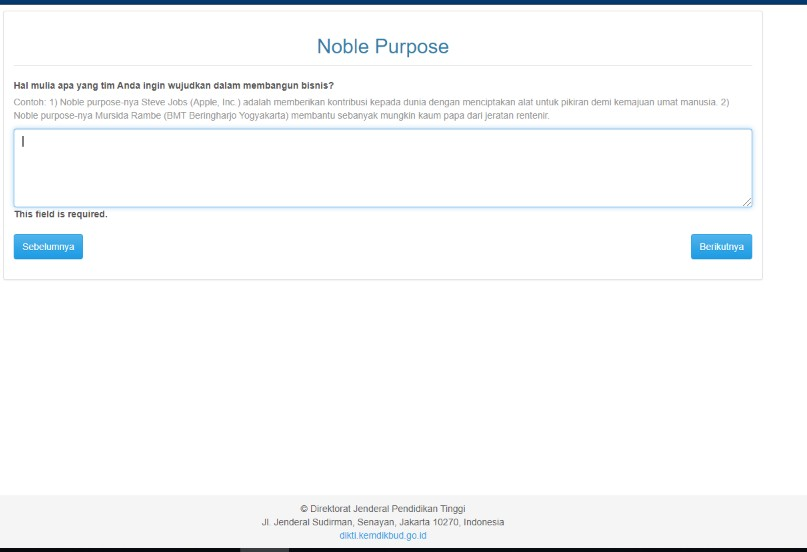 Noble Purpose
Hal mulia apa yang tim Anda ingin wujudkan dalam membangun bisnis?
Contoh: 1) Noble purpose-nya Steve Jobs (Apple, Inc.) adalah memberikan kontribusi kepada dunia dengan menciptakan alat untuk pikiran demi kemajuan umat manusia. 2)
Noble purpose-nya Mursida Rambe (BMT Beringharjo Yogyakarta) membantu sebanyak mungkin kaum papa dari jeratan rentenir.
This field is required.
Sebelumnya
Berikutnya
© Direktorat Jenderal Pendidikan Tinggi
Jl. Jenderal Sudirman, Senayan, Jakarta 10270, Indonesia
dikti.kemdikbud.go.id